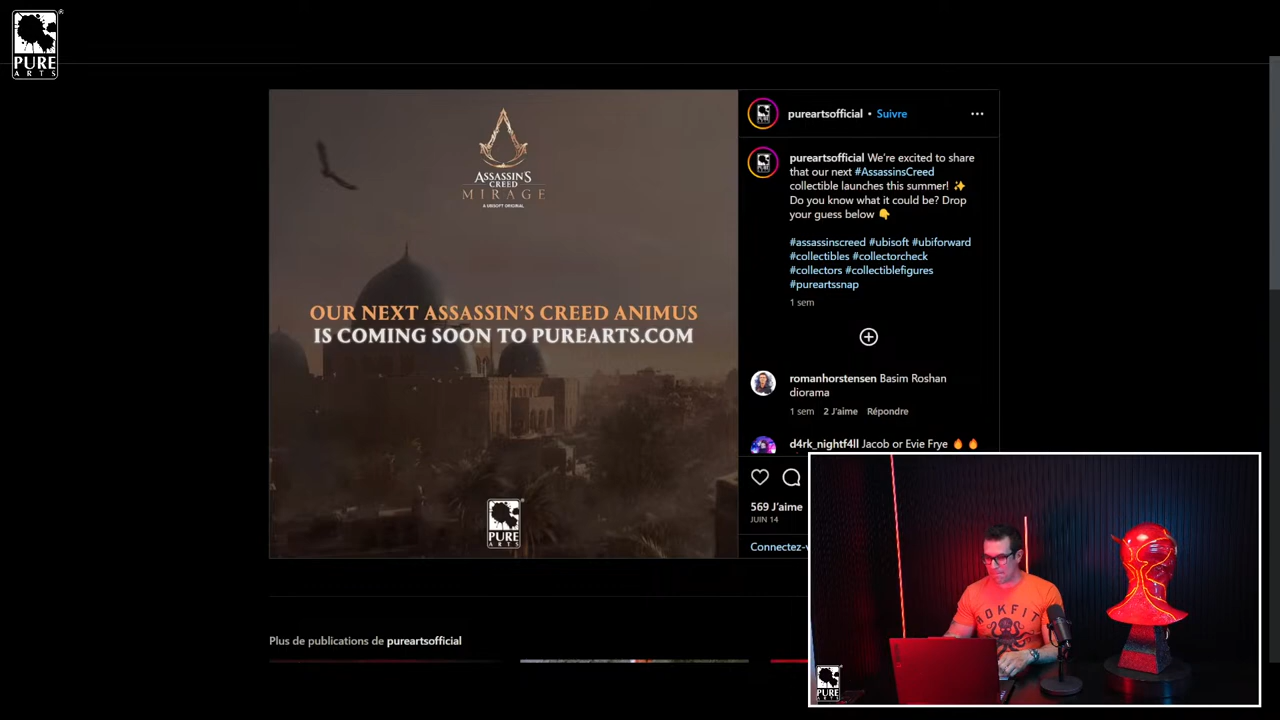 PURE
ARTS
ASSASSIN'S
CREED
MIRAGE
A UBISOFT ORIGINAL
OUR NEXT ASSASSIN'S CREED ANIMUS
IS COMING SOON TO PUREARTS.COM
PURE
ARTS
pureartsofficial • Suivre
pureartsofficial We're excited to share
that our next #AssassinsCreed
collectible launches this summer! ✨
Do you know what it could be? Drop
your guess below 👇
#assassinscreed #ubisoft #ubiforward
#collectibles #collectorcheck
#collectors #collectiblefigures
#pureartssnap
1 sem
romanhorstensen Basim Roshan
diorama
1 sem 2 J'aime Répondre
d4rk_nightf4ll Jacob or Evie Frye 🔥 🔥
569 J'aime
JUIN 14
Connectez-v
Plus de publications de pureartsofficial
PURE
ARTS